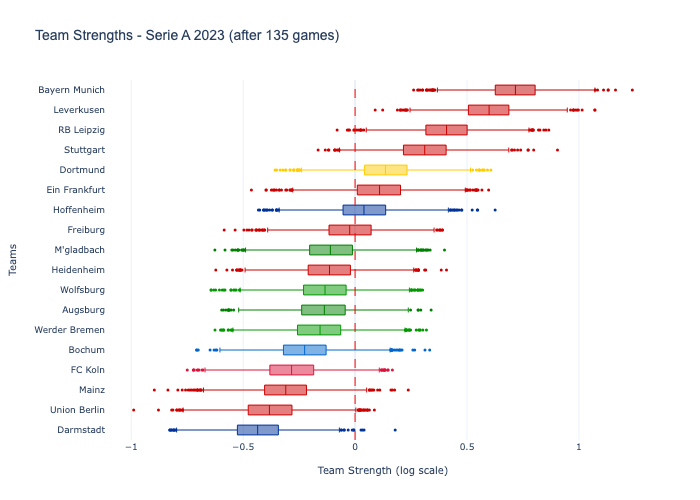 Team Strengths - Serie A 2023 (after 135 games)
Bayern Munich
Leverkusen
RB Leipzig
Stuttgart
Dortmund
Ein Frankfurt
Hoffenheim
Freiburg
M'gladbach
Heidenheim
Wolfsburg
Augsburg
Werder Bremen
Bochum
FC Koln
Mainz
Union Berlin
Darmstadt
Teams
−1 −0.5 0 0.5 1
Team Strength (log scale)